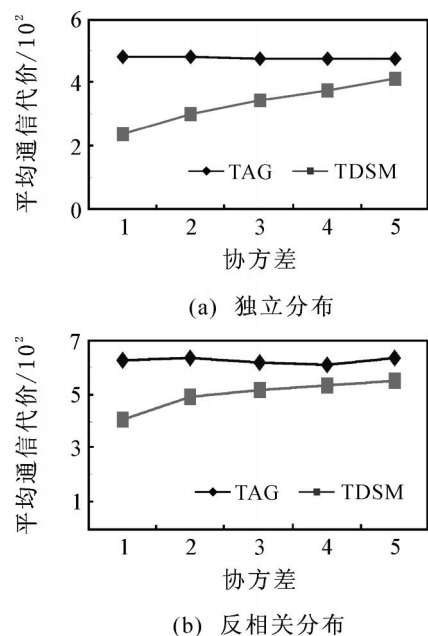 平均通信代价/10²
6
4
2
0
TAG TDSM
1 2 3 4 5
协方差
(a) 独立分布
平均通信代价/10²
7
5
3
1
TAG TDSM
1 2 3 4 5
协方差
(b) 反相关分布